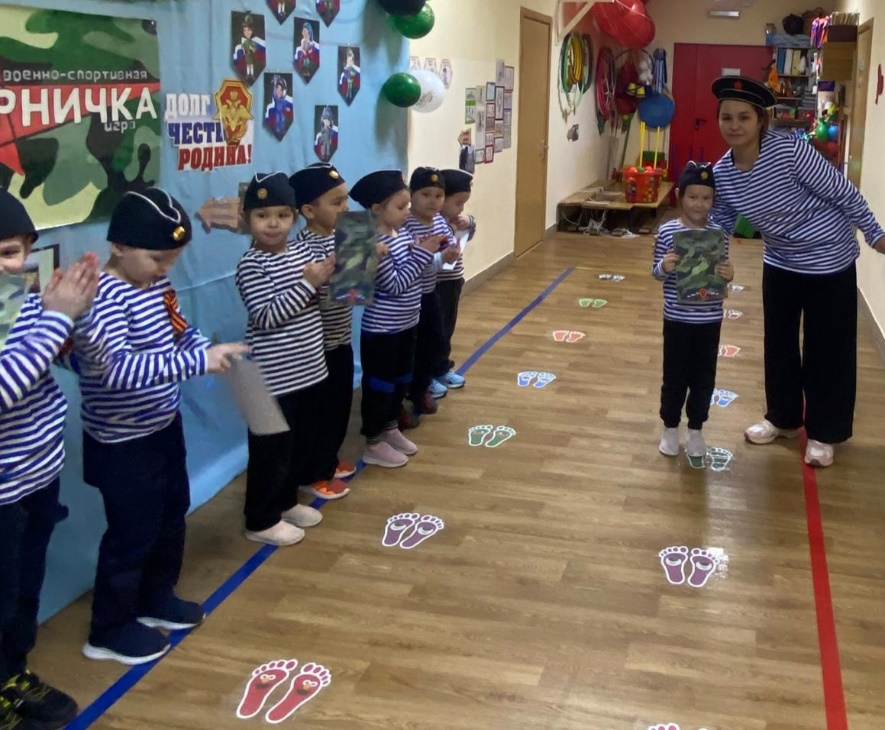 ВОЕННО-СПОРТИВНАЯ
РНИЧКА
игра
ДОЛГ
ЧЕСТЬ
РОДИНА!